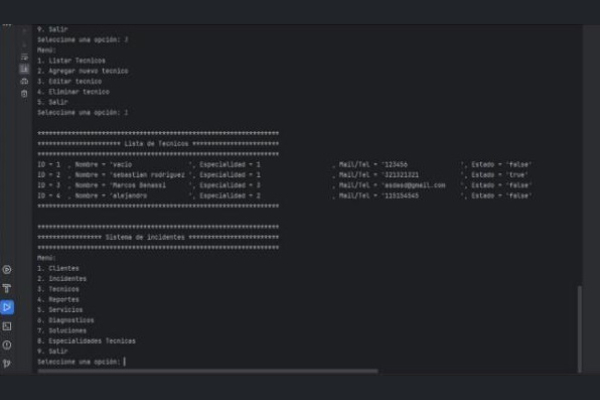 9. Salir
Seleccione una opción: 3
Menú:
1. Listar Tecnicos
2. Agregar nuevo tecnico
3. Editar tecnico
4. Eliminar tecnico
5. Salir
Seleccione una opción: 1
****************************************************************
********************** Lista de Tecnicos ***********************
****************************************************************
ID = 1 , Nombre = 'vacio ', Especialidad = 1 , Mail/Tel = '123456 ', Estado = 'false'
ID = 2 , Nombre = 'sebastian rodriguez ', Especialidad = 1 , Mail/Tel = '321321321 ', Estado = 'true'
ID = 3 , Nombre = 'Marcos Benassi ', Especialidad = 3 , Mail/Tel = 'asdasd@gmail.com ', Estado = 'false'
ID = 4 , Nombre = 'alejandro ', Especialidad = 2 , Mail/Tel = '115154545 ', Estado = 'false'
****************************************************************
****************************************************************
***************** Sistema de incidentes ************************
****************************************************************
Menú:
1. Clientes
2. Incidentes
3. Tecnicos
4. Reportes
5. Servicios
6. Diagnosticos
7. Soluciones
8. Especialidades Tecnicas
9. Salir
Seleccione una opción: